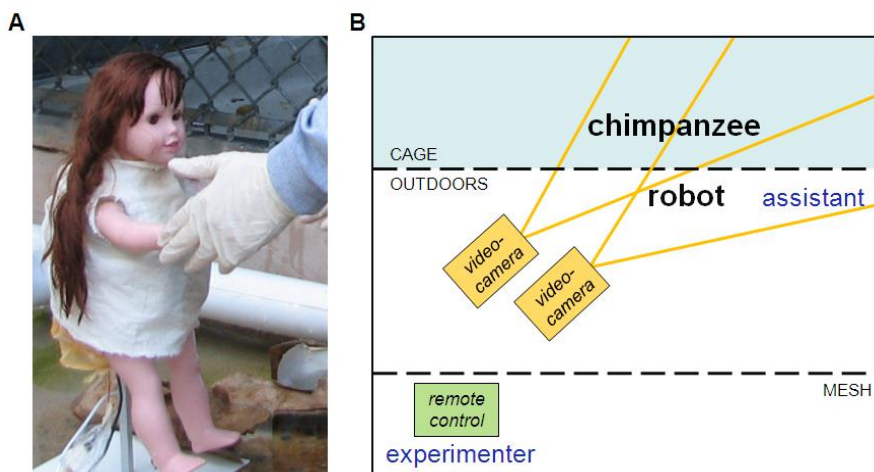 A
B
chimpanzee
CAGE
OUTDOORS
robot
assistant
video-
camera
video-
camera
MESH
remote
control
experimenter